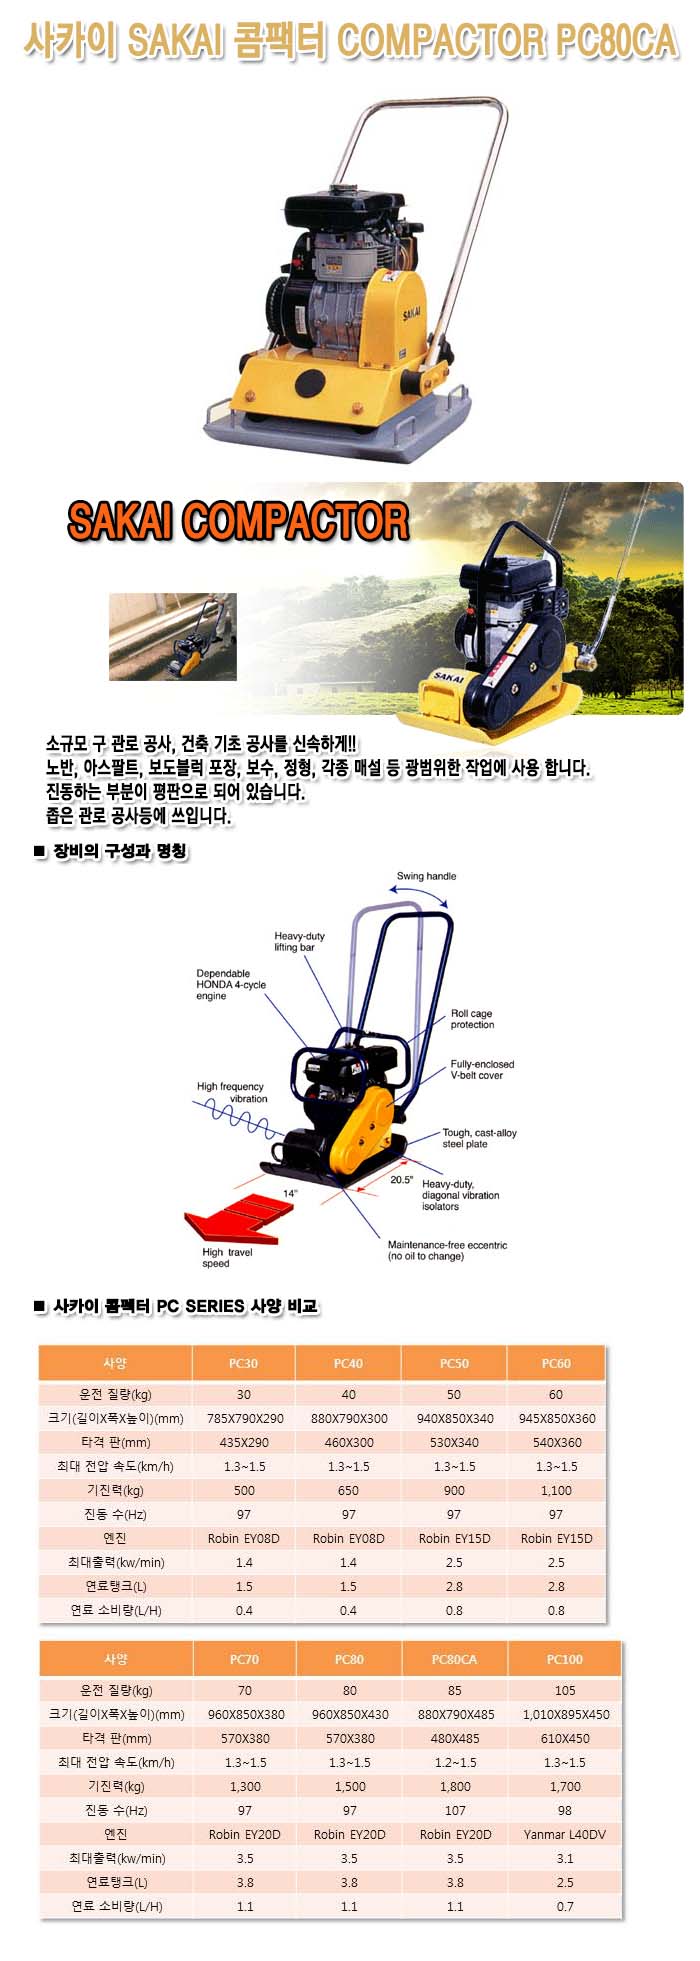 사카이 SAKAI 콤팩터 COMPACTOR PC80CA
SAKAI
SAKAI COMPACTOR
SAKAI
소규모 구 관로 공사, 건축 기초 공사를 신속하게!!
노반, 아스팔트, 보도블럭 포장, 보수, 정형, 각종 매설 등 광범위한 작업에 사용 합니다.
진동하는 부분이 평판으로 되어 있습니다.
좁은 관로 공사등에 쓰입니다.
■ 장비의 구성과 명칭
Swing handle
Heavy-duty
lifting bar
Dependable
HONDA 4-cycle
engine
Roll cage
protection
Fully-enclosed
V-belt cover
High frequency
vibration
Tough, cast-alloy
steel plate
20.5"
14"
Heavy-duty,
diagonal vibration
isolators
High travel
speed
Maintenance-free eccentric
(no oil to change)
■ 사카이 콤팩터 PC SERIES 사양 비교
사양 PC30 PC40 PC50 PC60
운전 질량(kg) 30 40 50 60
크기(길이X폭X높이)(mm) 785X790X290 880X790X300 940X850X340 945X850X360
타격 판(mm) 435X290 460X300 530X340 540X360
최대 전압 속도(km/h) 1.3~1.5 1.3~1.5 1.3~1.5 1.3~1.5
기진력(kg) 500 650 900 1,100
진동 수(Hz) 97 97 97 97
엔진 Robin EY08D Robin EY08D Robin EY15D Robin EY15D
최대출력(kw/min) 1.4 1.4 2.5 2.5
연료탱크(L) 1.5 1.5 2.8 2.8
연료 소비량(L/H) 0.4 0.4 0.8 0.8
사양 PC70 PC80 PC80CA PC100
운전 질량(kg) 70 80 85 105
크기(길이X폭X높이)(mm) 960X850X380 960X850X430 880X790X485 1,010X895X450
타격 판(mm) 570X380 570X380 480X485 610X450
최대 전압 속도(km/h) 1.3~1.5 1.3~1.5 1.2~1.5 1.3~1.5
기진력(kg) 1,300 1,500 1,800 1,700
진동 수(Hz) 97 97 107 98
엔진 Robin EY20D Robin EY20D Robin EY20D Yanmar L40DV
최대출력(kw/min) 3.5 3.5 3.5 3.1
연료탱크(L) 3.8 3.8 3.8 2.5
연료 소비량(L/H) 1.1 1.1 1.1 0.7